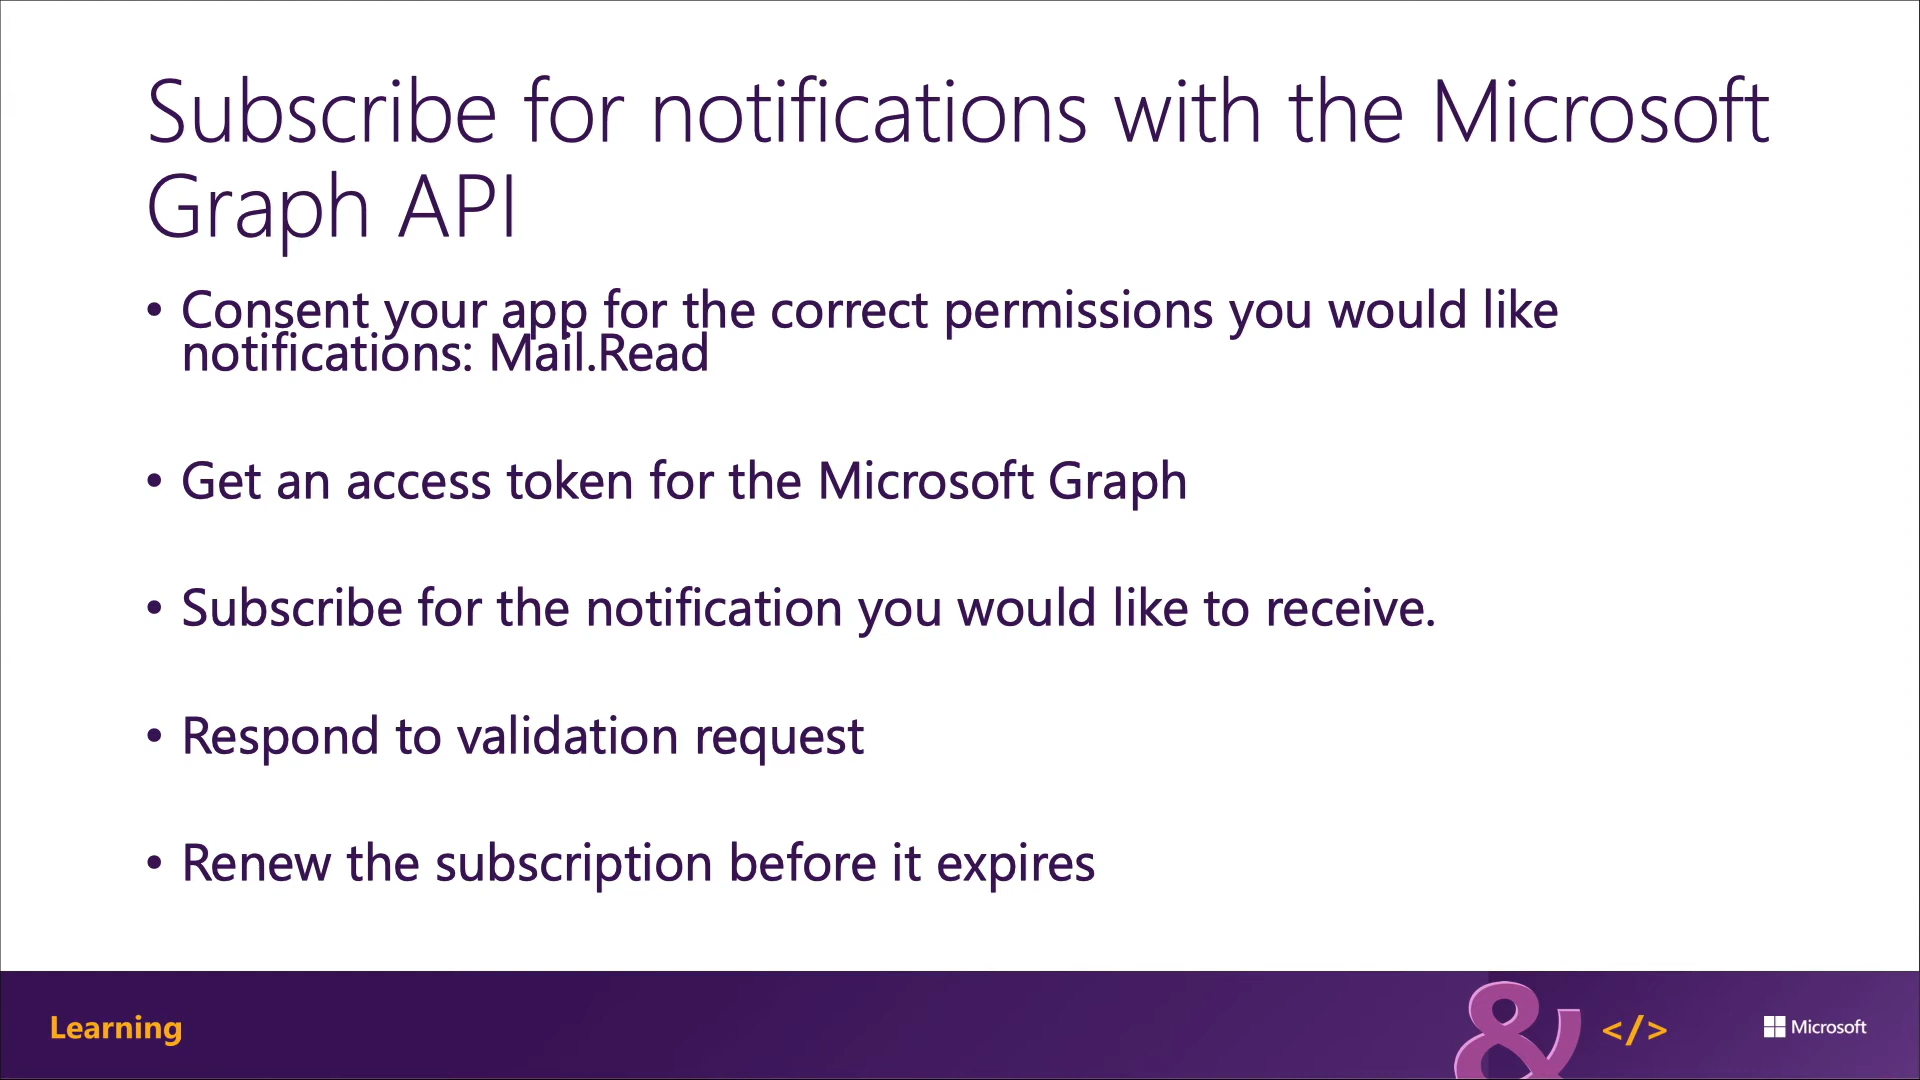 Subscribe for notifications with the Microsoft
Graph API
• Consent your app for the correct permissions you would like
notifications: Mail.Read
• Get an access token for the Microsoft Graph
• Subscribe for the notification you would like to receive.
• Respond to validation request
• Renew the subscription before it expires
Learning
& </>
Microsoft